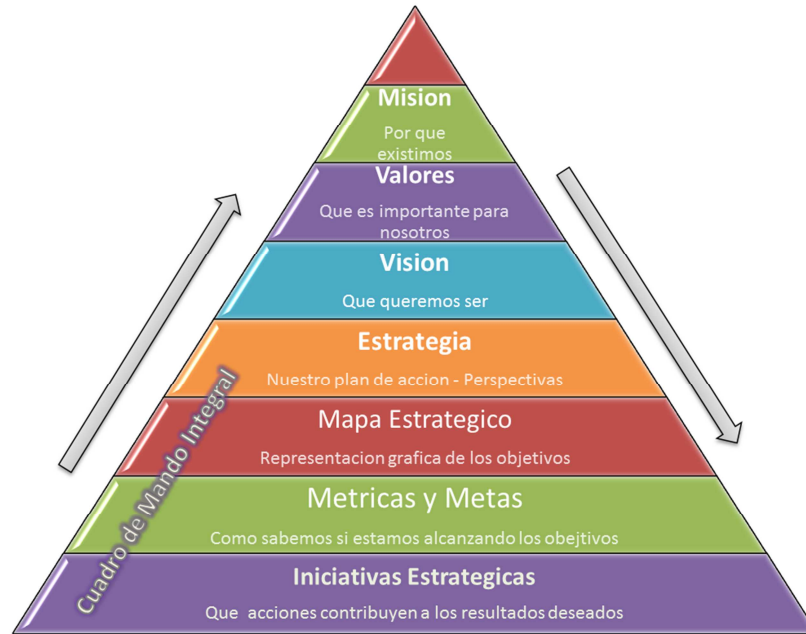 Mision
Por que
existimos
Valores
Que es importante para
nosotros
Vision
Que queremos ser
Estrategia
Nuestro plan de accion - Perspectivas
Mapa Estrategico
Representacion grafica de los objetivos
Metricas y Metas
Como sabemos si estamos alcanzando los obejtivos
Iniciativas Estrategicas
Que acciones contribuyen a los resultados deseados
Cuadro de Mando Integral